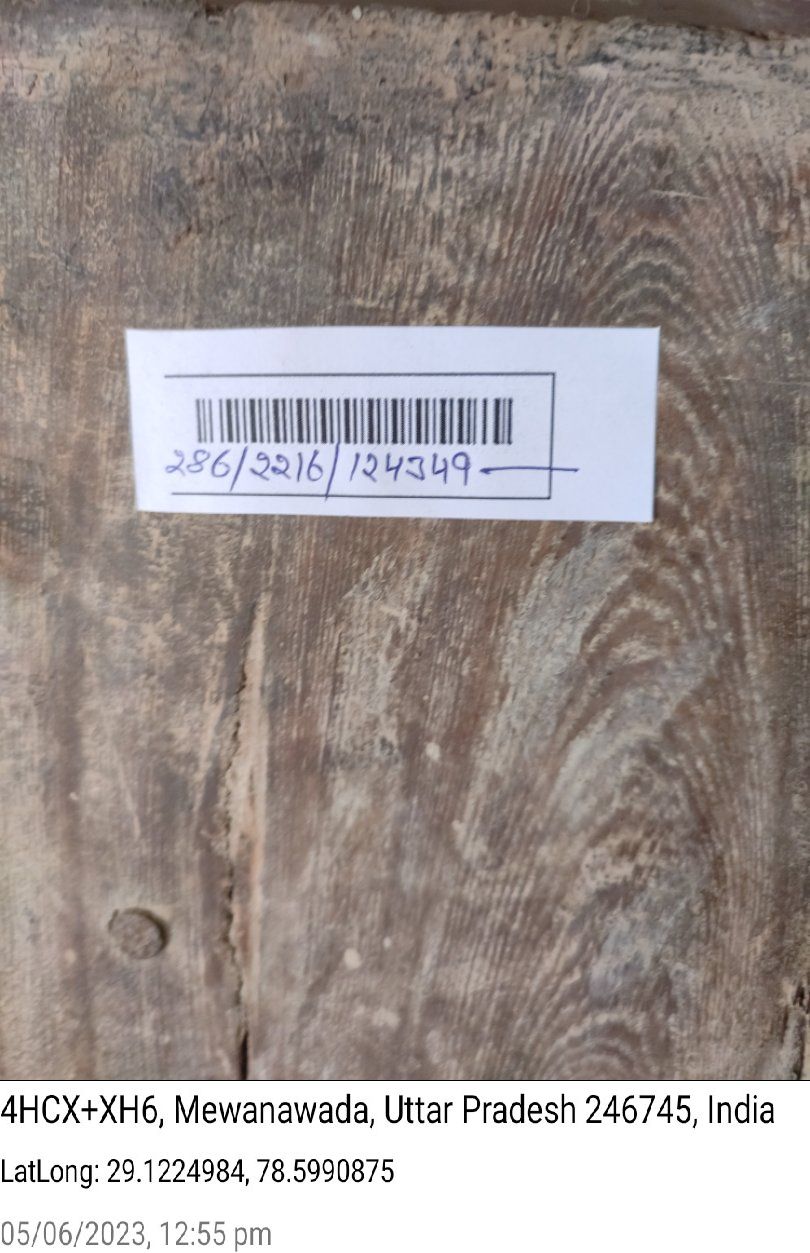 286/2216/124349
4HCX+XH6, Mewanawada, Uttar Pradesh 246745, India
LatLong: 29.1224984, 78.5990875
05/06/2023, 12:55 pm